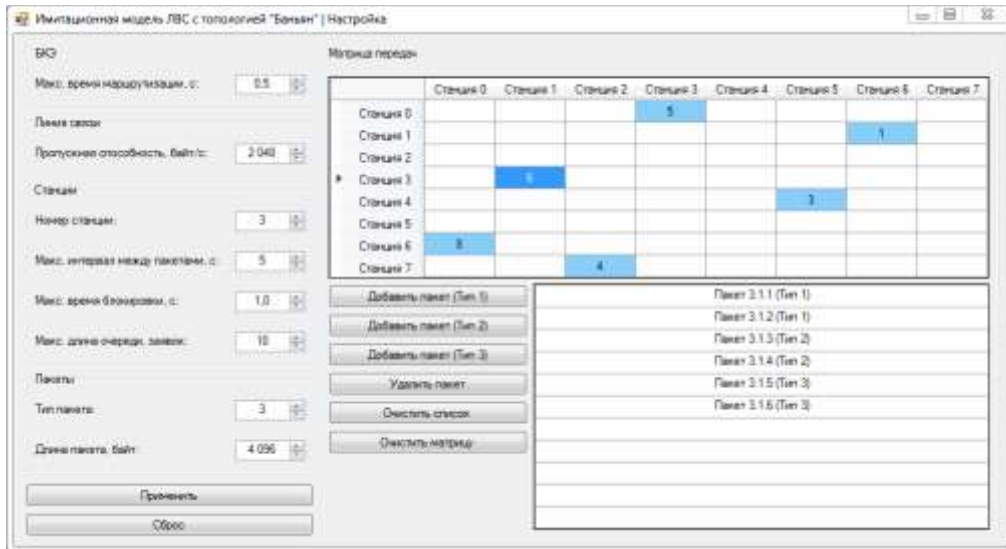 Имитационная модель ЛВС с топологией "Баньян" | Настройка
БКЭ
Макс. время маршрутизации, с: 0.5
Линия связи
Пропускная способность, байт/с: 2 048
Станции
Номер станции: 3
Макс. интервал между пакетами, с: 5
Макс. время блокировки, с: 1,0
Макс. длина очереди, заявок: 10
Пакеты
Тип пакета: 3
Длина пакета, байт: 4 096
Применить
Сброс
Матрица передач
Станция 0 Станция 1 Станция 2 Станция 3 Станция 4 Станция 5 Станция 6 Станция 7
Станция 0 5
Станция 1 1
Станция 2
Станция 3 6
Станция 4 3
Станция 5
Станция 6 8
Станция 7 4
Добавить пакет (Тип 1)
Добавить пакет (Тип 2)
Добавить пакет (Тип 3)
Удалить пакет
Очистить список
Очистить матрицу
Пакет 3.1.1 (Тип 1)
Пакет 3.1.2 (Тип 1)
Пакет 3.1.3 (Тип 2)
Пакет 3.1.4 (Тип 2)
Пакет 3.1.5 (Тип 3)
Пакет 3.1.6 (Тип 3)